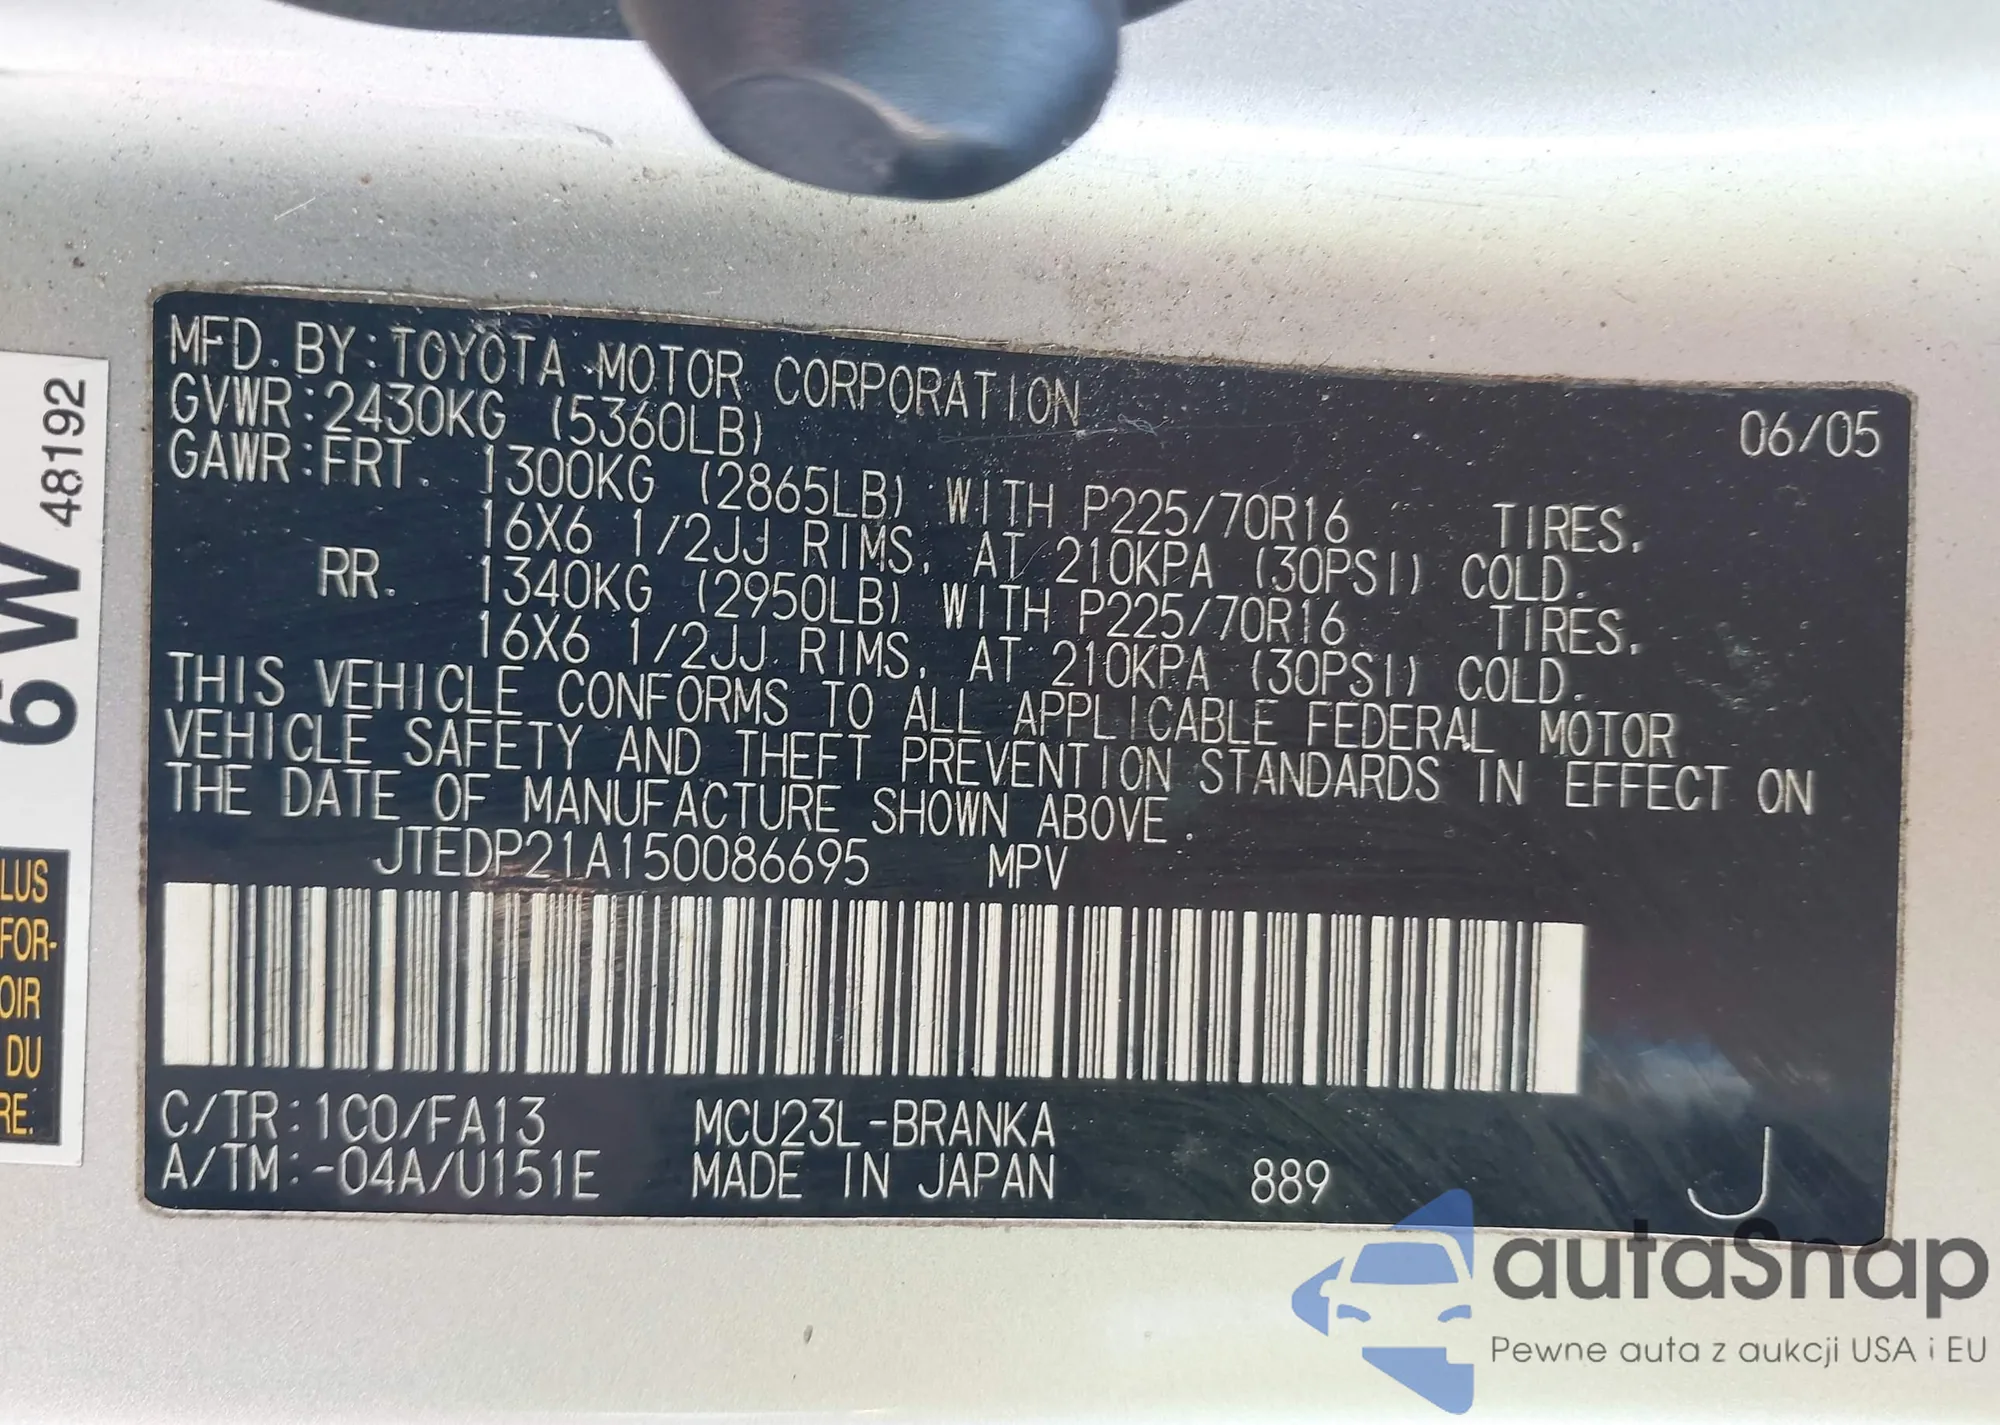 MFD. BY:TOYOTA MOTOR CORPORATION 06/05
GVWR:2430KG (5360LB)
GAWR:FRT. 1300KG (2865LB) WITH P225/70R16 TIRES,
16X6 1/2JJ RIMS, AT 210KPA (30PSI) COLD.
RR. 1340KG (2950LB) WITH P225/70R16 TIRES,
16X6 1/2JJ RIMS, AT 210KPA (30PSI) COLD.
THIS VEHICLE CONFORMS TO ALL APPLICABLE FEDERAL MOTOR
VEHICLE SAFETY AND THEFT PREVENTION STANDARDS IN EFFECT ON
THE DATE OF MANUFACTURE SHOWN ABOVE.
JTEDP21A150086695 MPV
C/TR:1C0/FA13 MCU23L-BRANKA
A/TM:-04A/U151E MADE IN JAPAN 889 J
6W 48192
LUS
FOR-
OIR
DU
RE.
autaSnap
Pewne auta z aukcji USA i EU